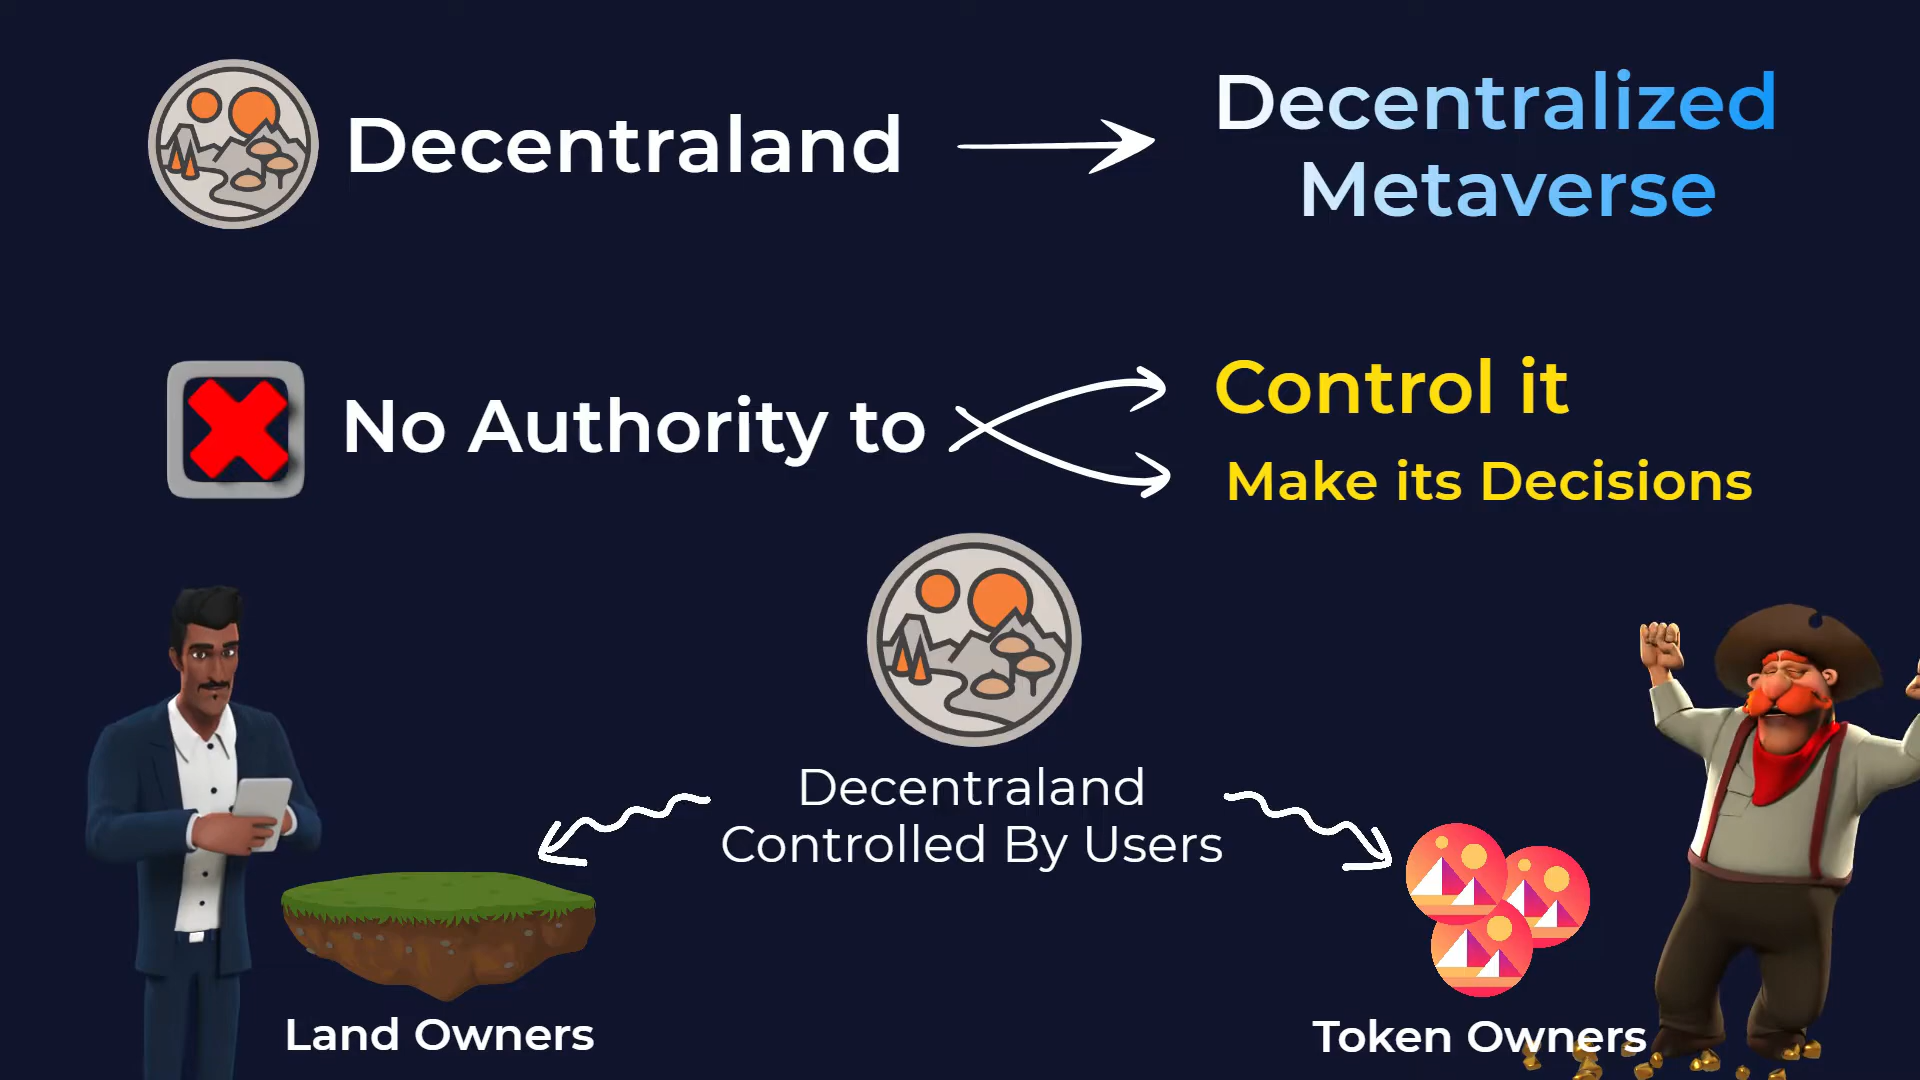 Decentraland
Decentralized
Metaverse
No Authority to
Control it
Make its Decisions
Decentraland
Controlled By Users
Land Owners
Token Owners